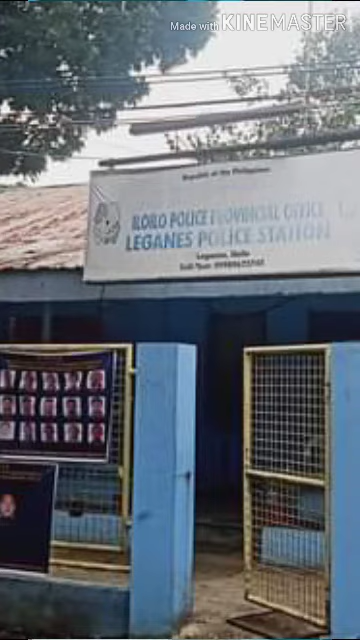 Made with KINEMASTER
Republic of the Philippines
ILOILO POLICE PROVINCIAL OFFICE
LEGANES POLICE STATION
Leganes, Iloilo